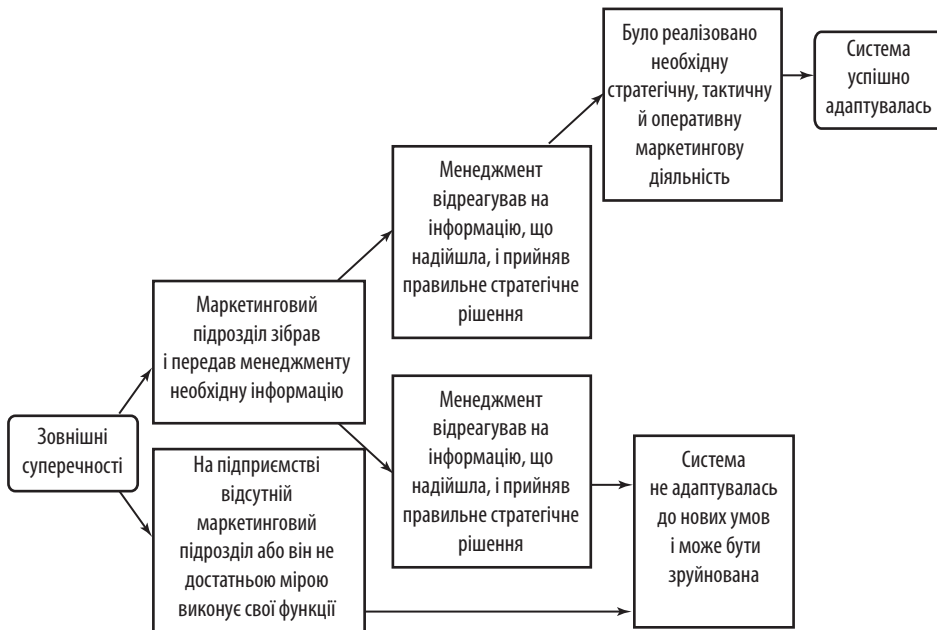 Було реалізовано
необхідну
стратегічну, тактичну
й оперативну
маркетингову
діяльність
Система
успішно
адаптувалась
Менеджмент
відреагував на
інформацію, що
надійшла, і прийняв
правильне стратегічне
рішення
Маркетинговий
підрозділ зібрав
і передав менеджменту
необхідну інформацію
Зовнішні
суперечності
Менеджмент
відреагував на
інформацію, що
надійшла, і прийняв
правильне стратегічне
рішення
На підприємстві
відсутній
маркетинговий
підрозділ або він не
достатньою мірою
виконує свої функції
Система
не адаптувалась
до нових умов
і може бути
зруйнована